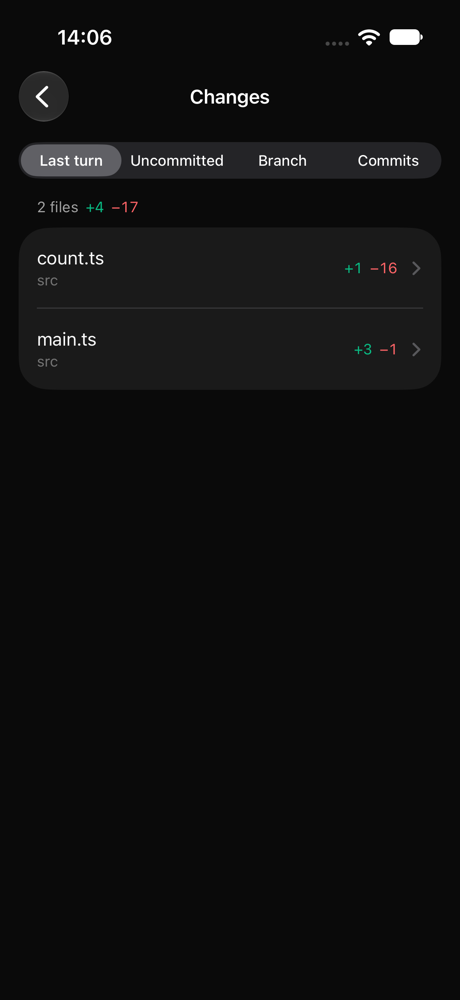 14:06
Changes
Last turn Uncommitted Branch Commits
2 files +4 −17
count.ts
src
+1 −16
main.ts
src
+3 −1